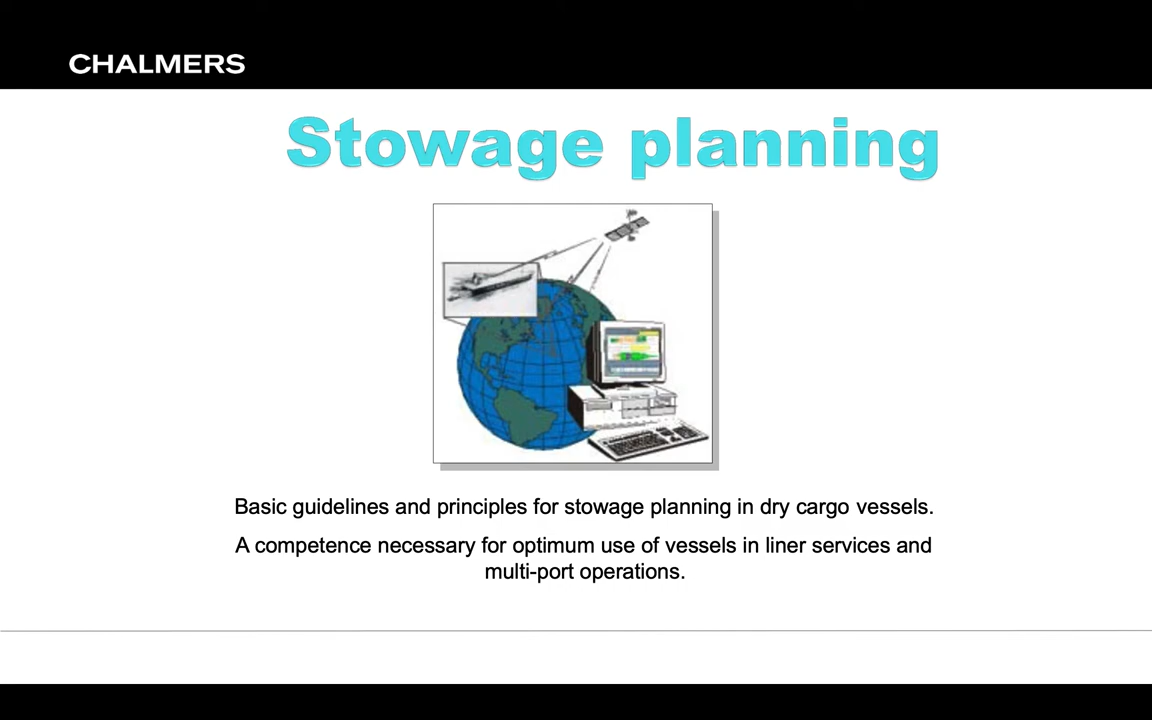 CHALMERS
Stowage planning
Basic guidelines and principles for stowage planning in dry cargo vessels.
A competence necessary for optimum use of vessels in liner services and
multi-port operations.